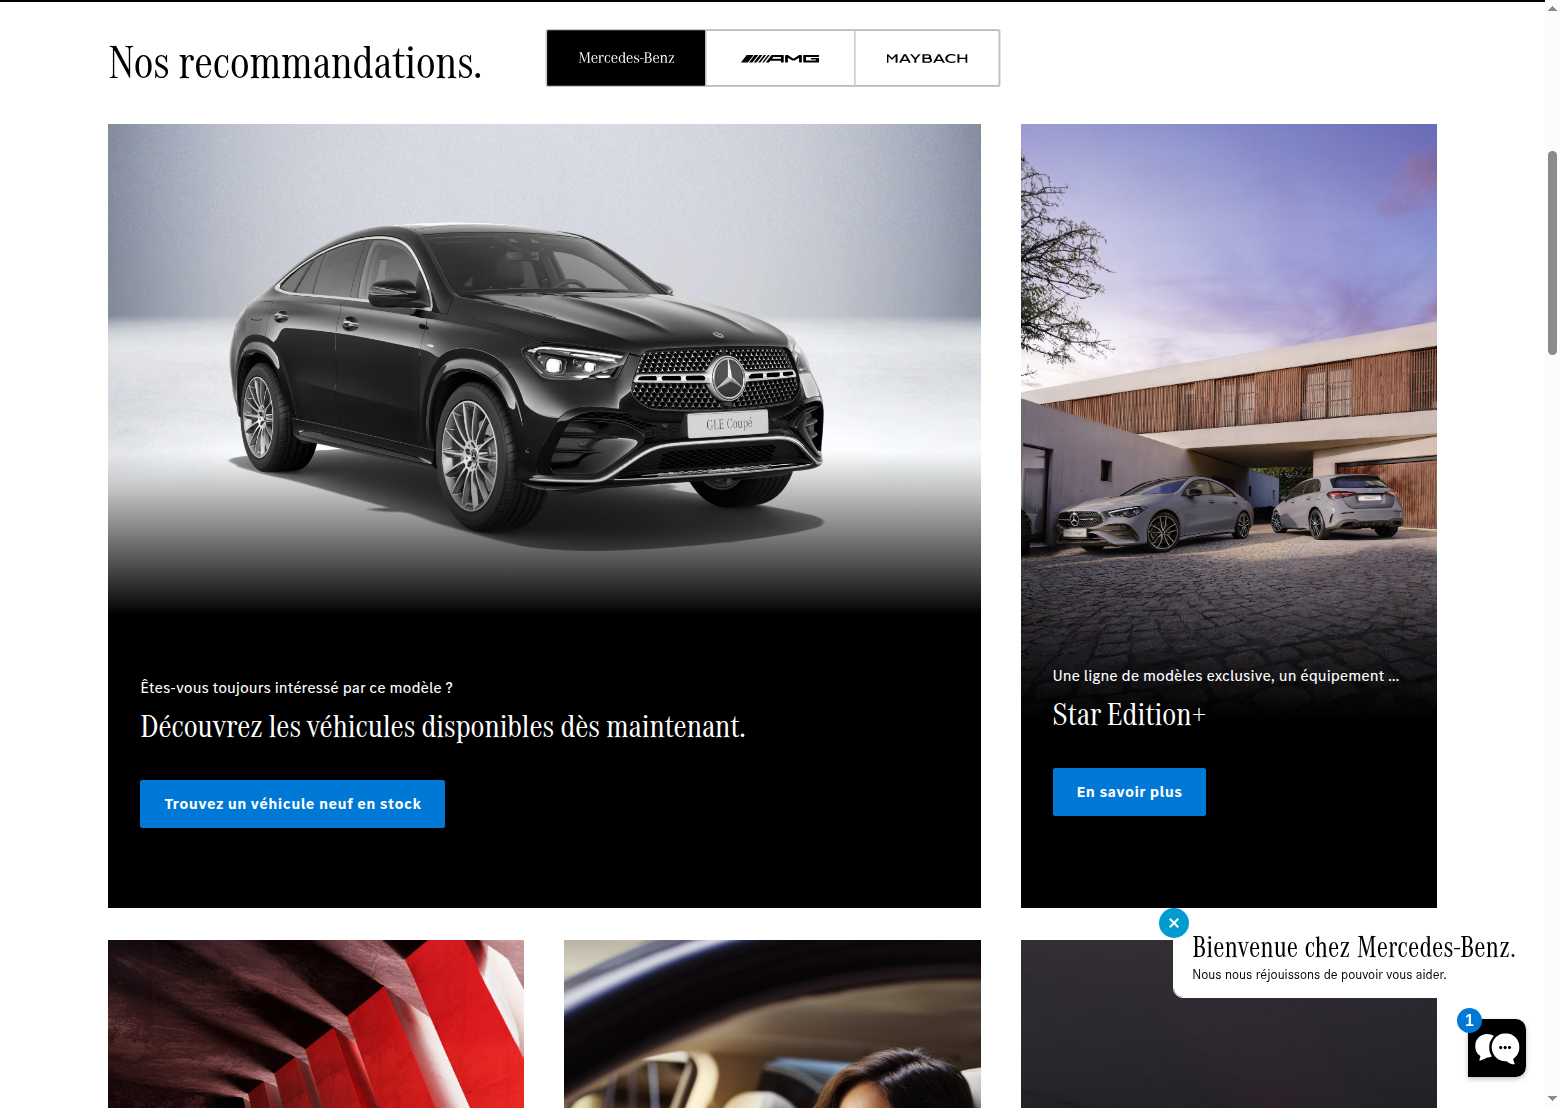 Nos recommandations.
Mercedes-Benz
AMG
MAYBACH
GLE Coupé
Êtes-vous toujours intéressé par ce modèle ?
Découvrez les véhicules disponibles dès maintenant.
Trouvez un véhicule neuf en stock
Une ligne de modèles exclusive, un équipement ...
Star Edition+
En savoir plus
Bienvenue chez Mercedes-Benz.
Nous nous réjouissons de pouvoir vous aider.
1